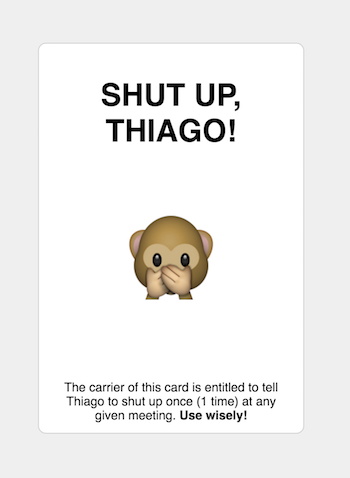 SHUT UP,
THIAGO!
The carrier of this card is entitled to tell
Thiago to shut up once (1 time) at any
given meeting. Use wisely!